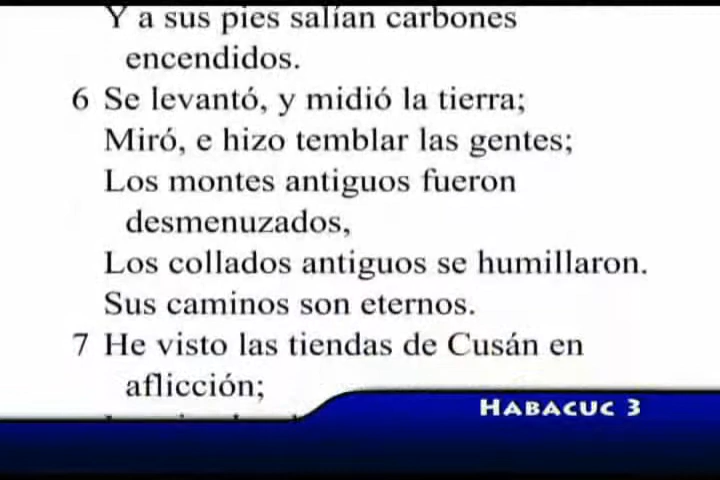 Y a sus pies salían carbones
encendidos.
6 Se levantó, y midió la tierra;
Miró, e hizo temblar las gentes;
Los montes antiguos fueron
desmenuzados,
Los collados antiguos se humillaron.
Sus caminos son eternos.
7 He visto las tiendas de Cusán en
aflicción;
HABACUC 3